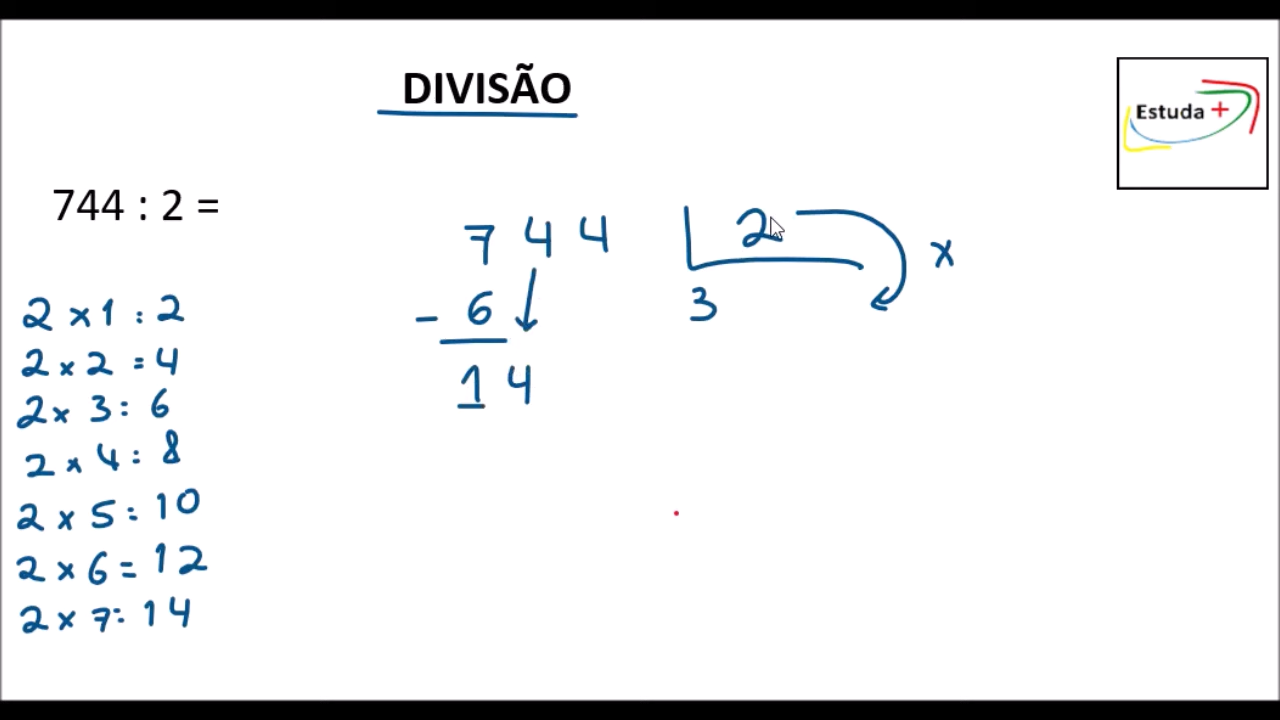 DIVISÃO
Estuda +
744 : 2 =
7 4 4 2 x
- 6 3
1 4
2 x 1 : 2
2 x 2 = 4
2 x 3 : 6
2 x 4 : 8
2 x 5 : 10
2 x 6 = 12
2 x 7 : 14